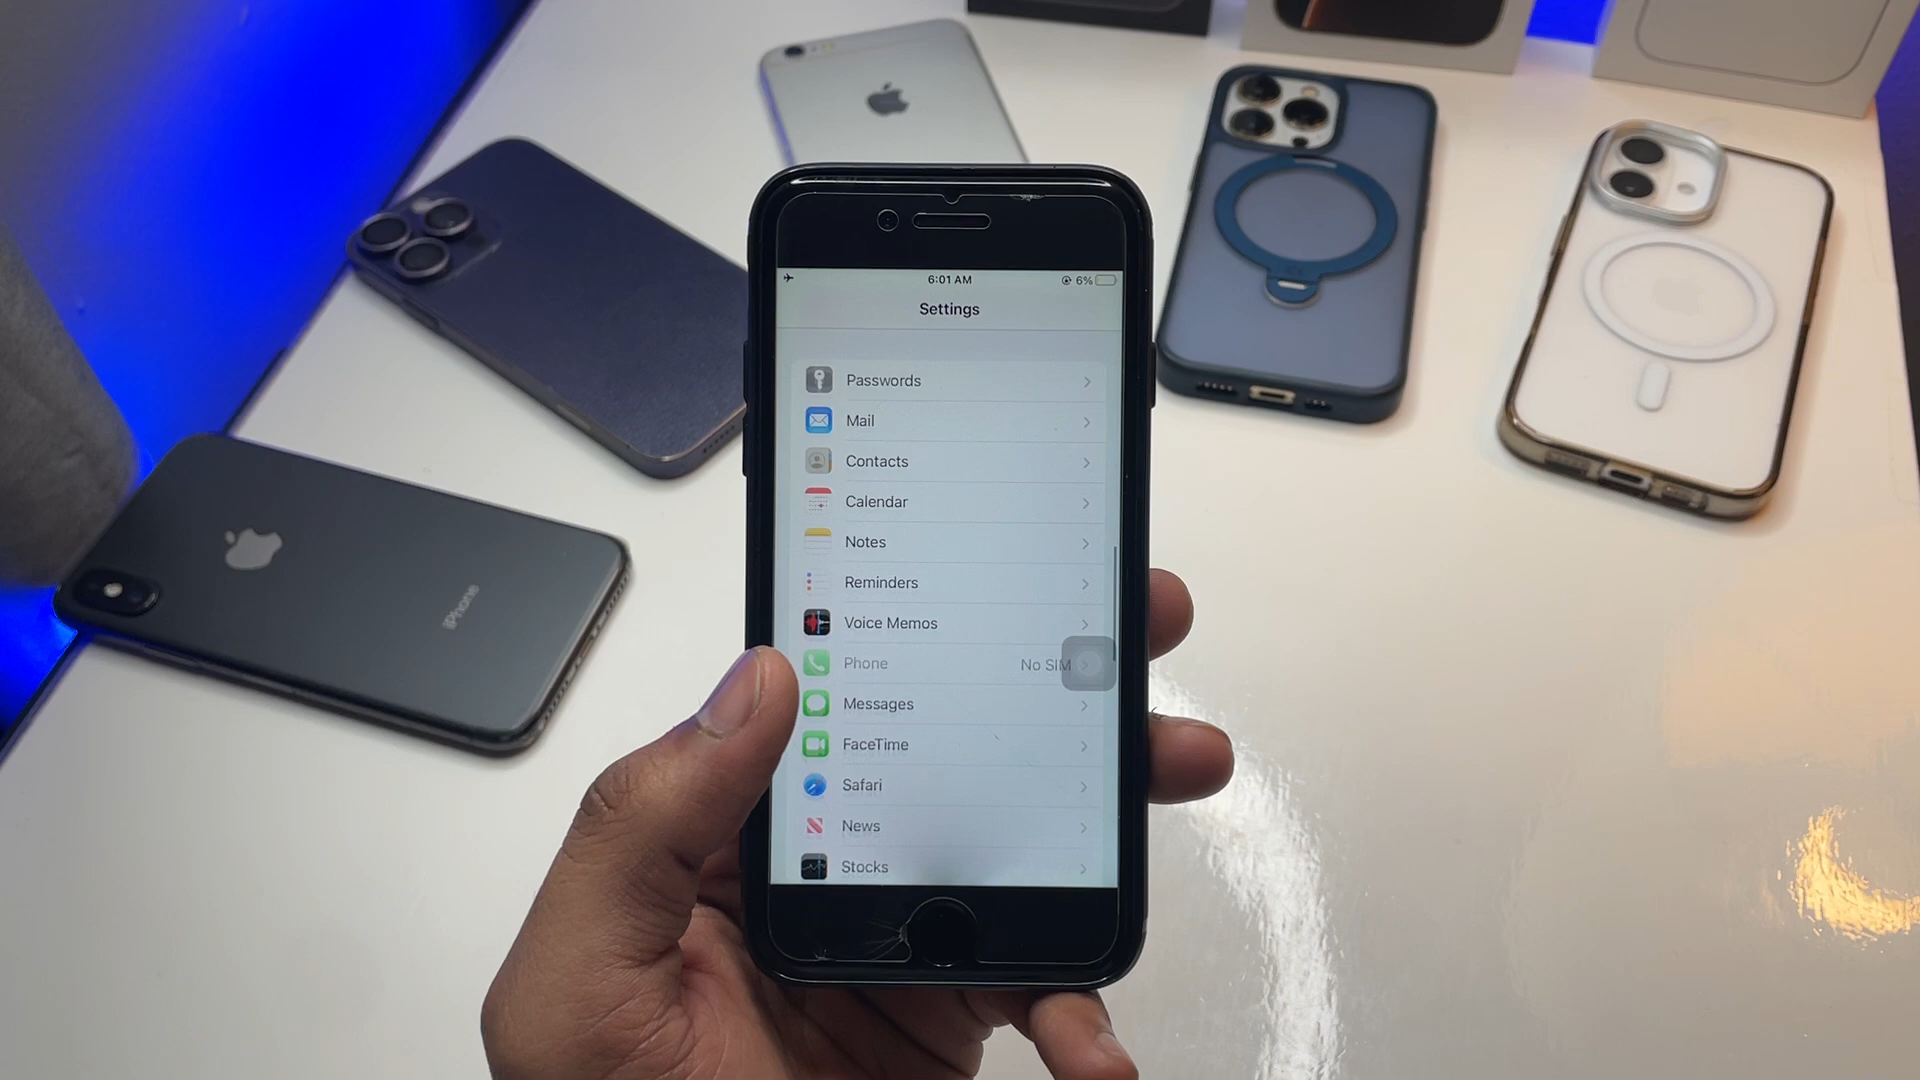 6:01 AM
6%
Settings
Passwords
Mail
Contacts
Calendar
Notes
Reminders
Voice Memos
Phone No SIM
Messages
FaceTime
Safari
News
Stocks
iPhone